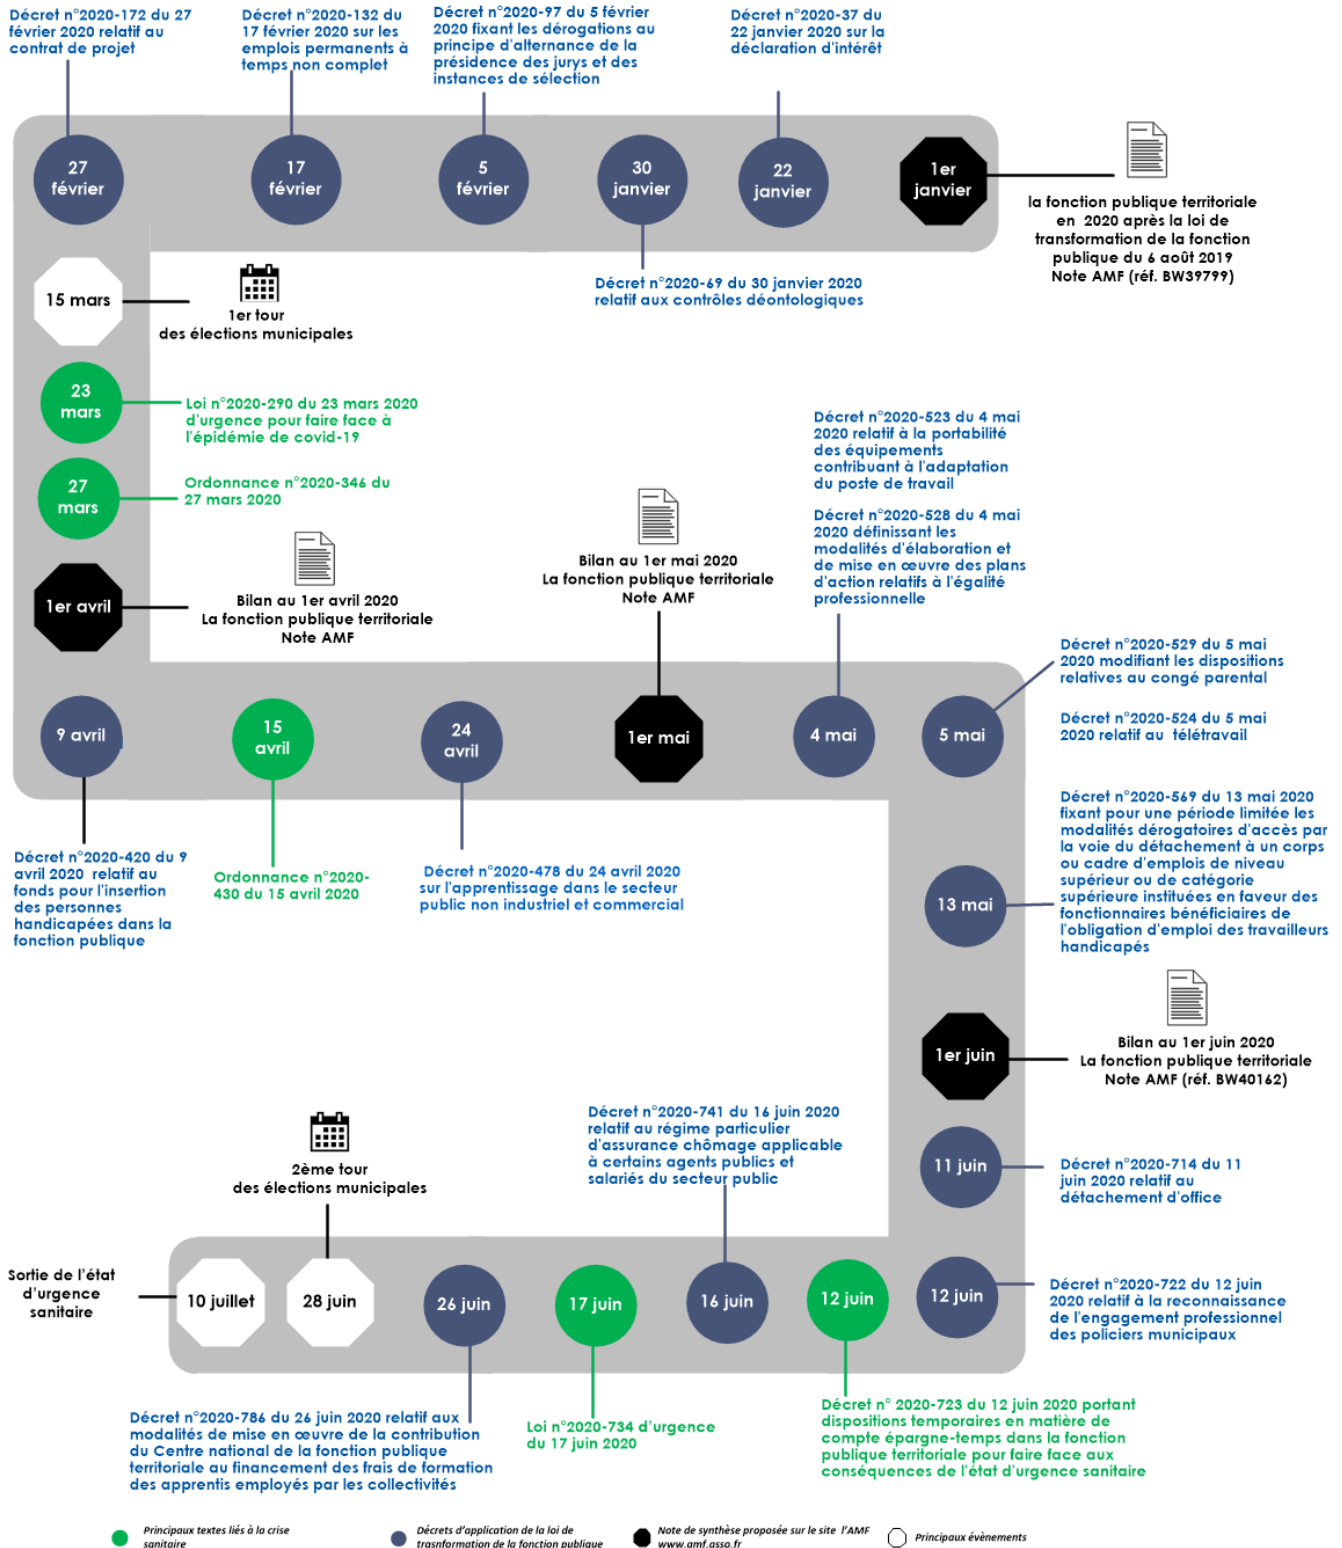 Décret n°2020-172 du 27
février 2020 relatif au
contrat de projet
Décret n°2020-132 du
17 février 2020 sur les
emplois permanents à
temps non complet
Décret n°2020-97 du 5 février
2020 fixant les dérogations au
principe d'alternance de la
présidence des jurys et des
instances de sélection
Décret n°2020-37 du
22 janvier 2020 sur la
déclaration d'intérêt
27
février
17
février
5
février
30
janvier
22
janvier
1er
janvier
la fonction publique territoriale
en 2020 après la loi de
transformation de la fonction
publique du 6 août 2019
Note AMF (réf. BW39799)
Décret n°2020-69 du 30 janvier 2020
relatif aux contrôles déontologiques
15 mars
1er tour
des élections municipales
23
mars
Loi n°2020-290 du 23 mars 2020
d'urgence pour faire face à
l'épidémie de covid-19
27
mars
Ordonnance n°2020-346 du
27 mars 2020
1er avril
Bilan au 1er avril 2020
La fonction publique territoriale
Note AMF
Bilan au 1er mai 2020
La fonction publique territoriale
Note AMF
Décret n°2020-523 du 4 mai
2020 relatif à la portabilité
des équipements
contribuant à l'adaptation
du poste de travail
Décret n°2020-528 du 4 mai
2020 définissant les
modalités d'élaboration et
de mise en œuvre des plans
d'action relatifs à l'égalité
professionnelle
Décret n°2020-529 du 5 mai
2020 modifiant les dispositions
relatives au congé parental
Décret n°2020-524 du 5 mai
2020 relatif au télétravail
9 avril
15
avril
24
avril
1er mai
4 mai
5 mai
Décret n°2020-420 du 9
avril 2020 relatif au
fonds pour l'insertion
des personnes
handicapées dans la
fonction publique
Ordonnance n°2020-
430 du 15 avril 2020
Décret n°2020-478 du 24 avril 2020
sur l'apprentissage dans le secteur
public non industriel et commercial
13 mai
Décret n°2020-569 du 13 mai 2020
fixant pour une période limitée les
modalités dérogatoires d'accès par
la voie du détachement à un corps
ou cadre d'emplois de niveau
supérieur ou de catégorie
supérieure instituées en faveur des
fonctionnaires bénéficiaires de
l'obligation d'emploi des travailleurs
handicapés
1er juin
Bilan au 1er juin 2020
La fonction publique territoriale
Note AMF (réf. BW40162)
11 juin
Décret n°2020-714 du 11
juin 2020 relatif au
détachement d'office
12 juin
Décret n°2020-722 du 12 juin
2020 relatif à la reconnaissance
de l'engagement professionnel
des policiers municipaux
12 juin
Décret n° 2020-723 du 12 juin 2020 portant
dispositions temporaires en matière de
compte épargne-temps dans la fonction
publique territoriale pour faire face aux
conséquences de l'état d'urgence sanitaire
Décret n°2020-741 du 16 juin 2020
relatif au régime particulier
d'assurance chômage applicable
à certains agents publics et
salariés du secteur public
16 juin
17 juin
Loi n°2020-734 d'urgence
du 17 juin 2020
26 juin
Décret n°2020-786 du 26 juin 2020 relatif aux
modalités de mise en œuvre de la contribution
du Centre national de la fonction publique
territoriale au financement des frais de formation
des apprentis employés par les collectivités
2ème tour
des élections municipales
28 juin
10 juillet
Sortie de l'état
d'urgence
sanitaire
Principaux textes liés à la crise
sanitaire
Décrets d'application de la loi de
trasnformation de la fonction publique
Note de synthèse proposée sur le site l'AMF
www.amf.asso.fr
Principaux évènements